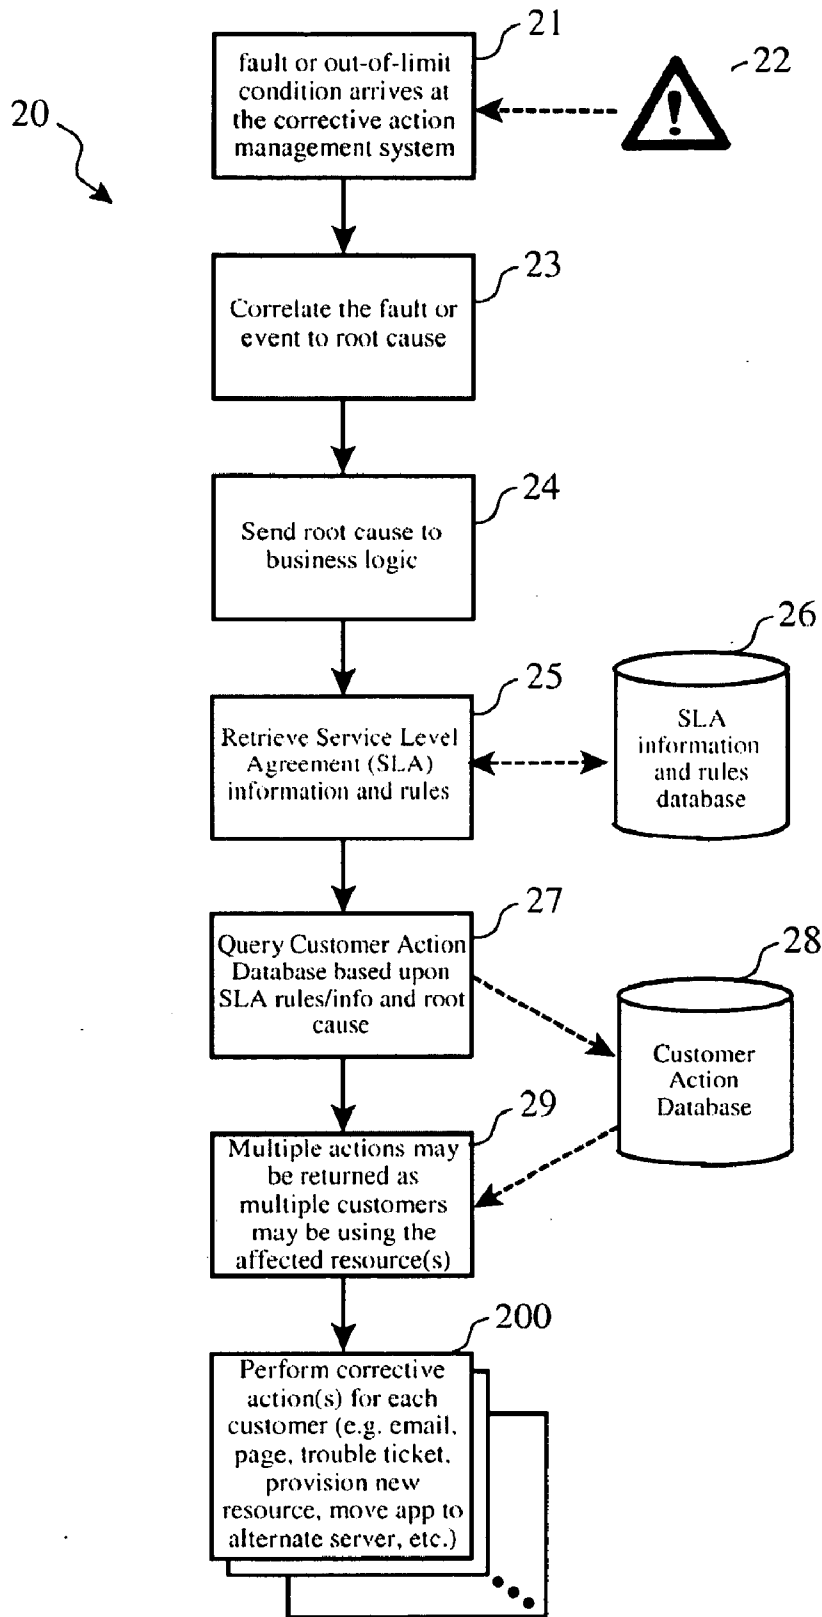 21
fault or out-of-limit
condition arrives at
the corrective action
management system
22
20
23
Correlate the fault or
event to root cause
24
Send root cause to
business logic
25
Retrieve Service Level
Agreement (SLA)
information and rules
26
SLA
information
and rules
database
27
Query Customer Action
Database based upon
SLA rules/info and root
cause
28
Customer
Action
Database
29
Multiple actions may
be returned as
multiple customers
may be using the
affected resource(s)
200
Perform corrective
action(s) for each
customer (e.g. email,
page, trouble ticket,
provision new
resource, move app to
alternate server, etc.)